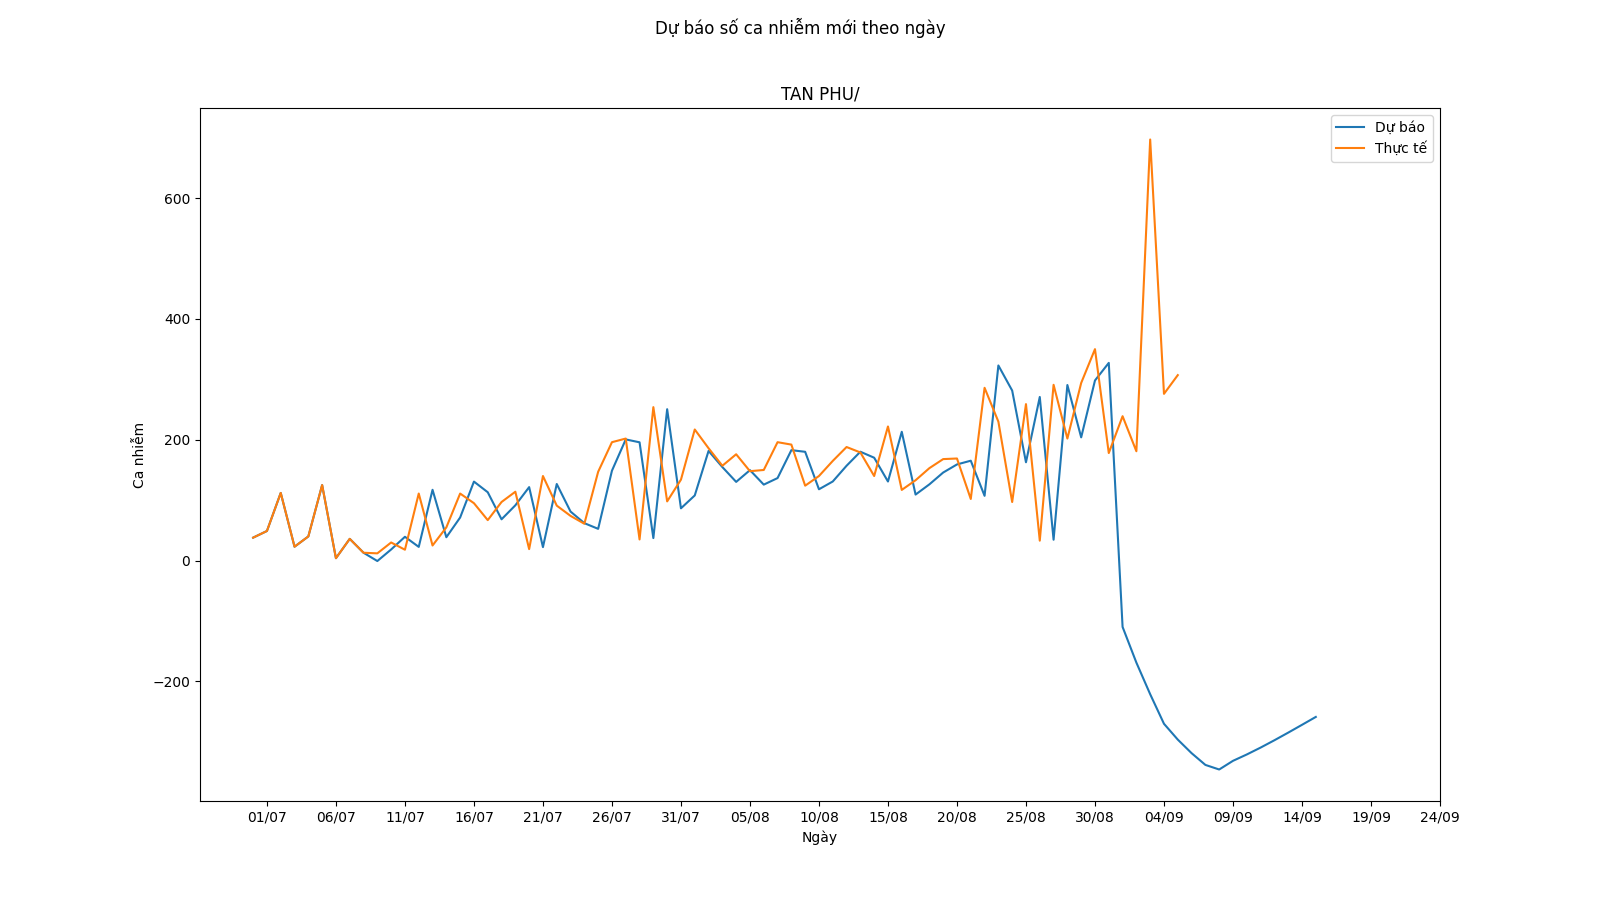 Dự báo số ca nhiễm mới theo ngày
TAN PHU/
Dự báo
Thực tế
600
400
200
0
−200
Ca nhiễm
01/07 06/07 11/07 16/07 21/07 26/07 31/07 05/08 10/08 15/08 20/08 25/08 30/08 04/09 09/09 14/09 19/09 24/09
Ngày